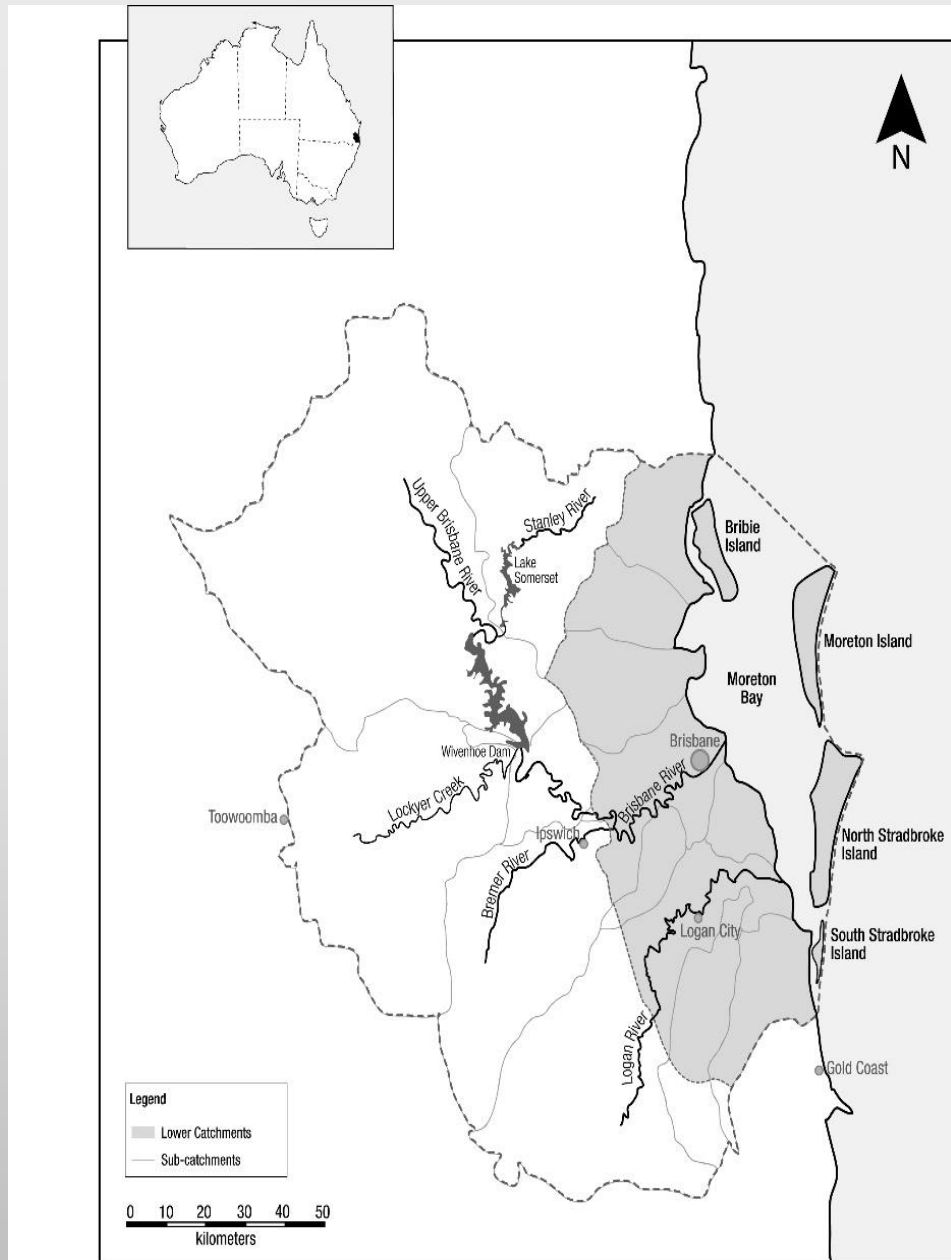 N
Upper Brisbane River
Stanley River
Lake
Somerset
Bribie
Island
Moreton Island
Moreton
Bay
Wivenhoe Dam
Brisbane
Lockyer Creek
Brisbane River
Toowoomba
Ipswich
North Stradbroke
Island
Bremer River
Logan City
South Stradbroke
Island
Logan River
Gold Coast
Legend
Lower Catchments
Sub-catchments
0 10 20 30 40 50
kilometers